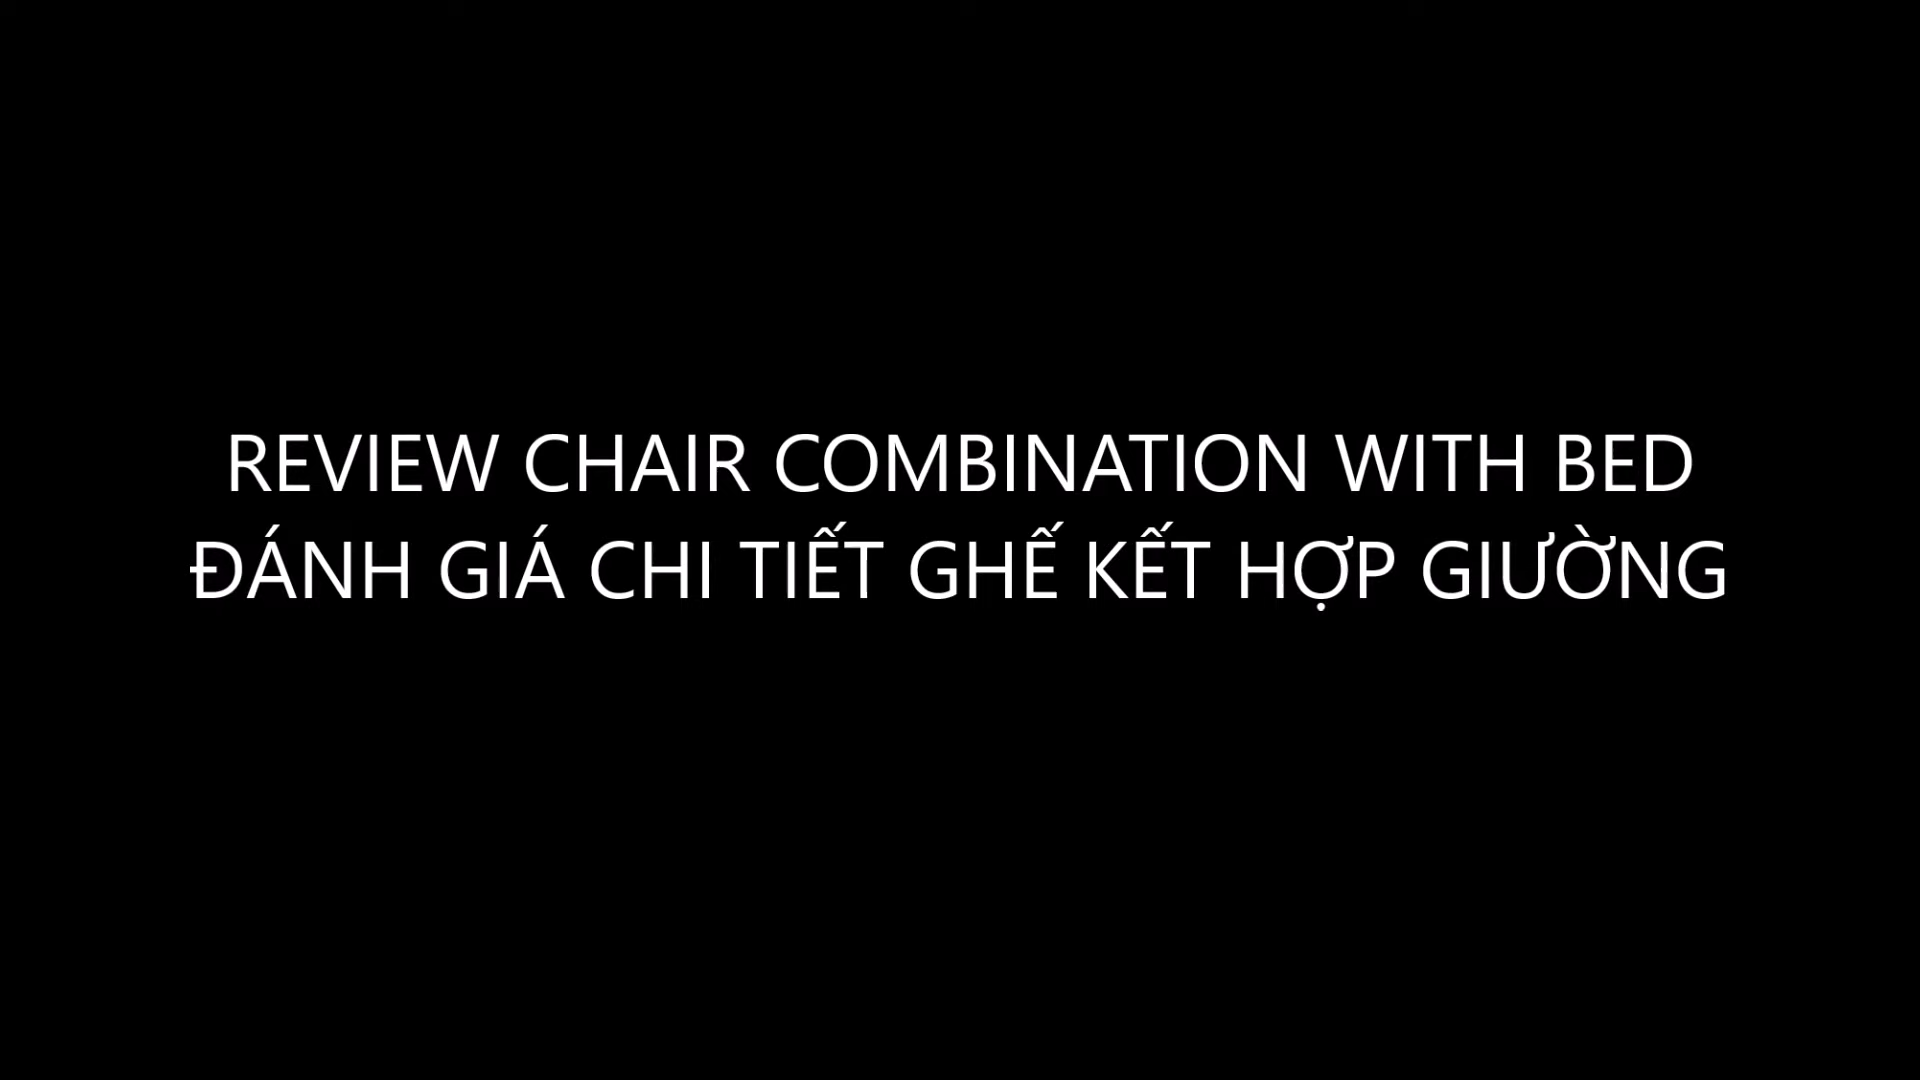 REVIEW CHAIR COMBINATION WITH BED
ĐÁNH GIÁ CHI TIẾT GHẾ KẾT HỢP GIƯỜNG